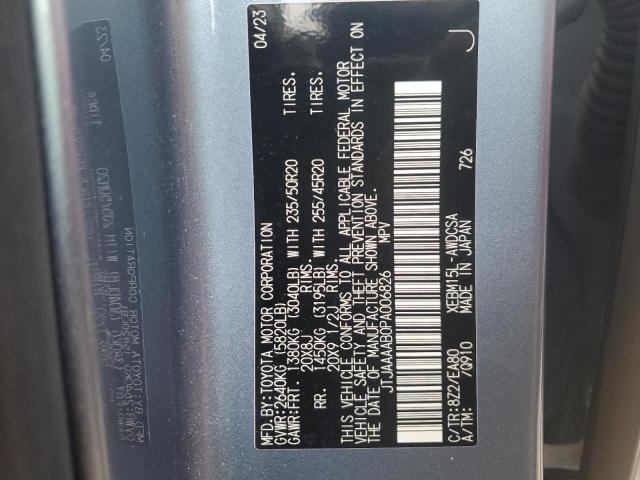 MFD.BY:TOYOTA MOTOR CORPORATION 04/23
GVWR:2640KG (5820LB)
GAWR:FRT. 1380KG (3040LB) WITH 235/50R20 TIRES.
20X8J RIMS.
RR. 1450KG (3195LB) WITH 255/45R20 TIRES.
20X9 1/2J RIMS.
THIS VEHICLE CONFORMS TO ALL APPLICABLE FEDERAL MOTOR
VEHICLE SAFETY AND THEFT PREVENTION STANDARDS IN EFFECT ON
THE DATE OF MANUFACTURE SHOWN ABOVE.
JTJAAAAB0PA006826 MPV
C/TR:8Z2/EA80 XEBM15L-AWDCSA J
A/TM: -/Q910 MADE IN JAPAN 726